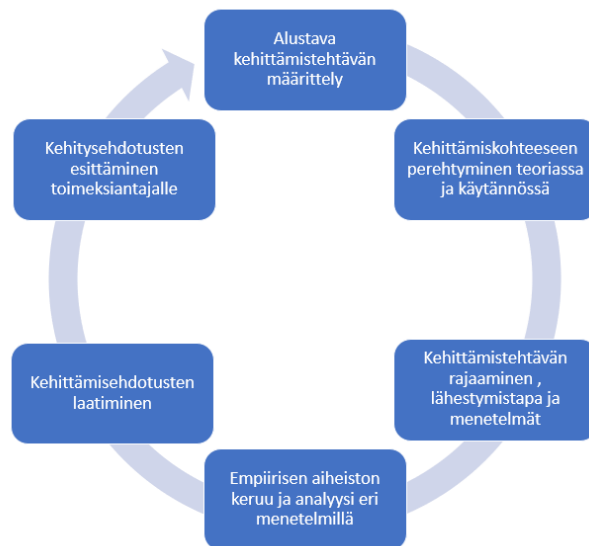 Alustava
kehittämistehtävän
määrittely
Kehittämiskohteeseen
perehtyminen teoriassa
ja käytännössä
Kehittämistehtävän
rajaaminen ,
lähestymistapa ja
menetelmät
Empiirisen aiheiston
keruu ja analyysi eri
menetelmillä
Kehittämisehdotusten
laatiminen
Kehitysehdotusten
esittäminen
toimeksiantajalle